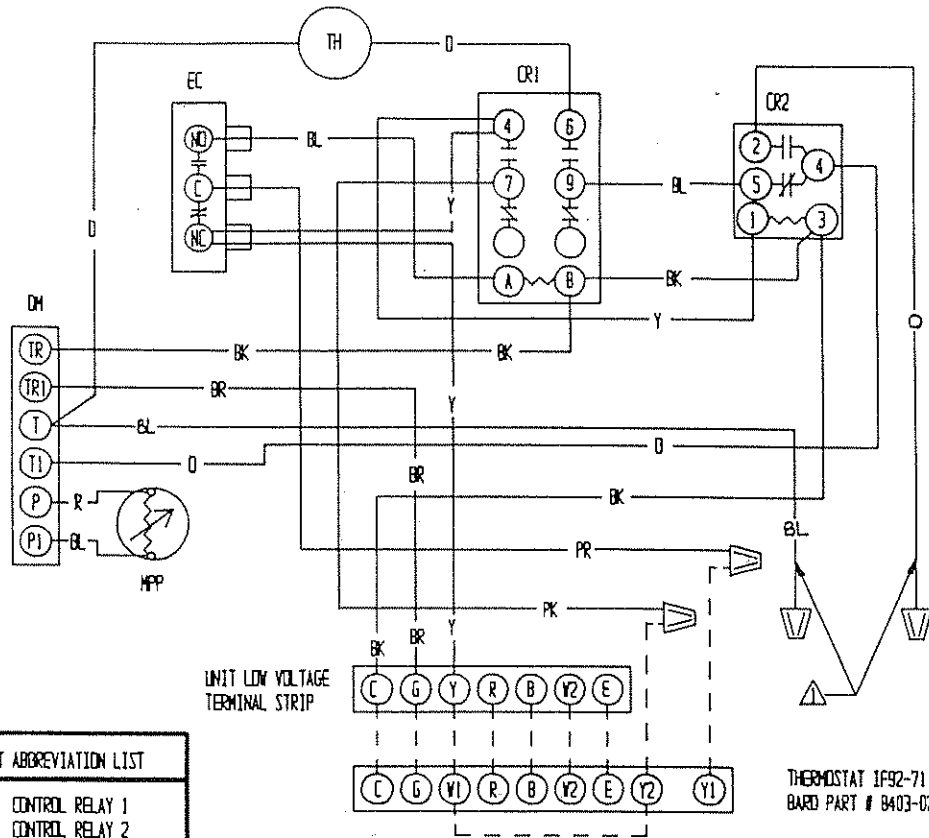 TH
EC
CR1
CR2
NO
C
NC
4
6
7
9
A
B
2
4
5
1
3
O
BL
BL
Y
BK
Y
O
O
DM
TR
TR1
T
T1
P
P1
BK
BK
BR
BL
O
O
R
BL
MPP
BR
Y
BK
PR
PK
BL
BK
BR
Y
1
UNIT LOW VOLTAGE
TERMINAL STRIP
C G Y R B W2 E
C G W1 R B W2 E Y2 Y1
THERMOSTAT 1F92-71
BARD PART # 8403-02
T ABBREVIATION LIST
CONTROL RELAY 1
CONTROL RELAY 2